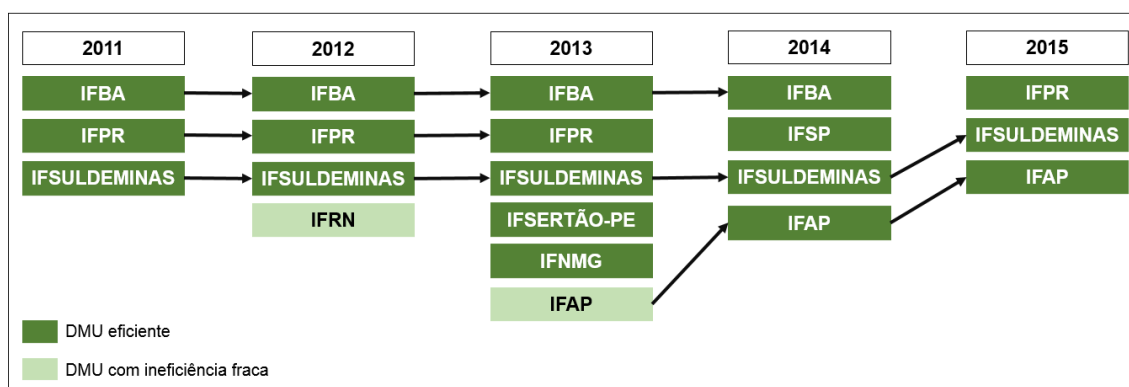 2011
2012
2013
2014
2015
IFBA
IFBA
IFBA
IFBA
IFPR
IFPR
IFPR
IFPR
IFSP
IFSULDEMINAS
IFSULDEMINAS
IFSULDEMINAS
IFSULDEMINAS
IFSULDEMINAS
IFAP
IFRN
IFSERTÃO-PE
IFAP
IFNMG
IFAP
DMU eficiente
DMU com ineficiência fraca